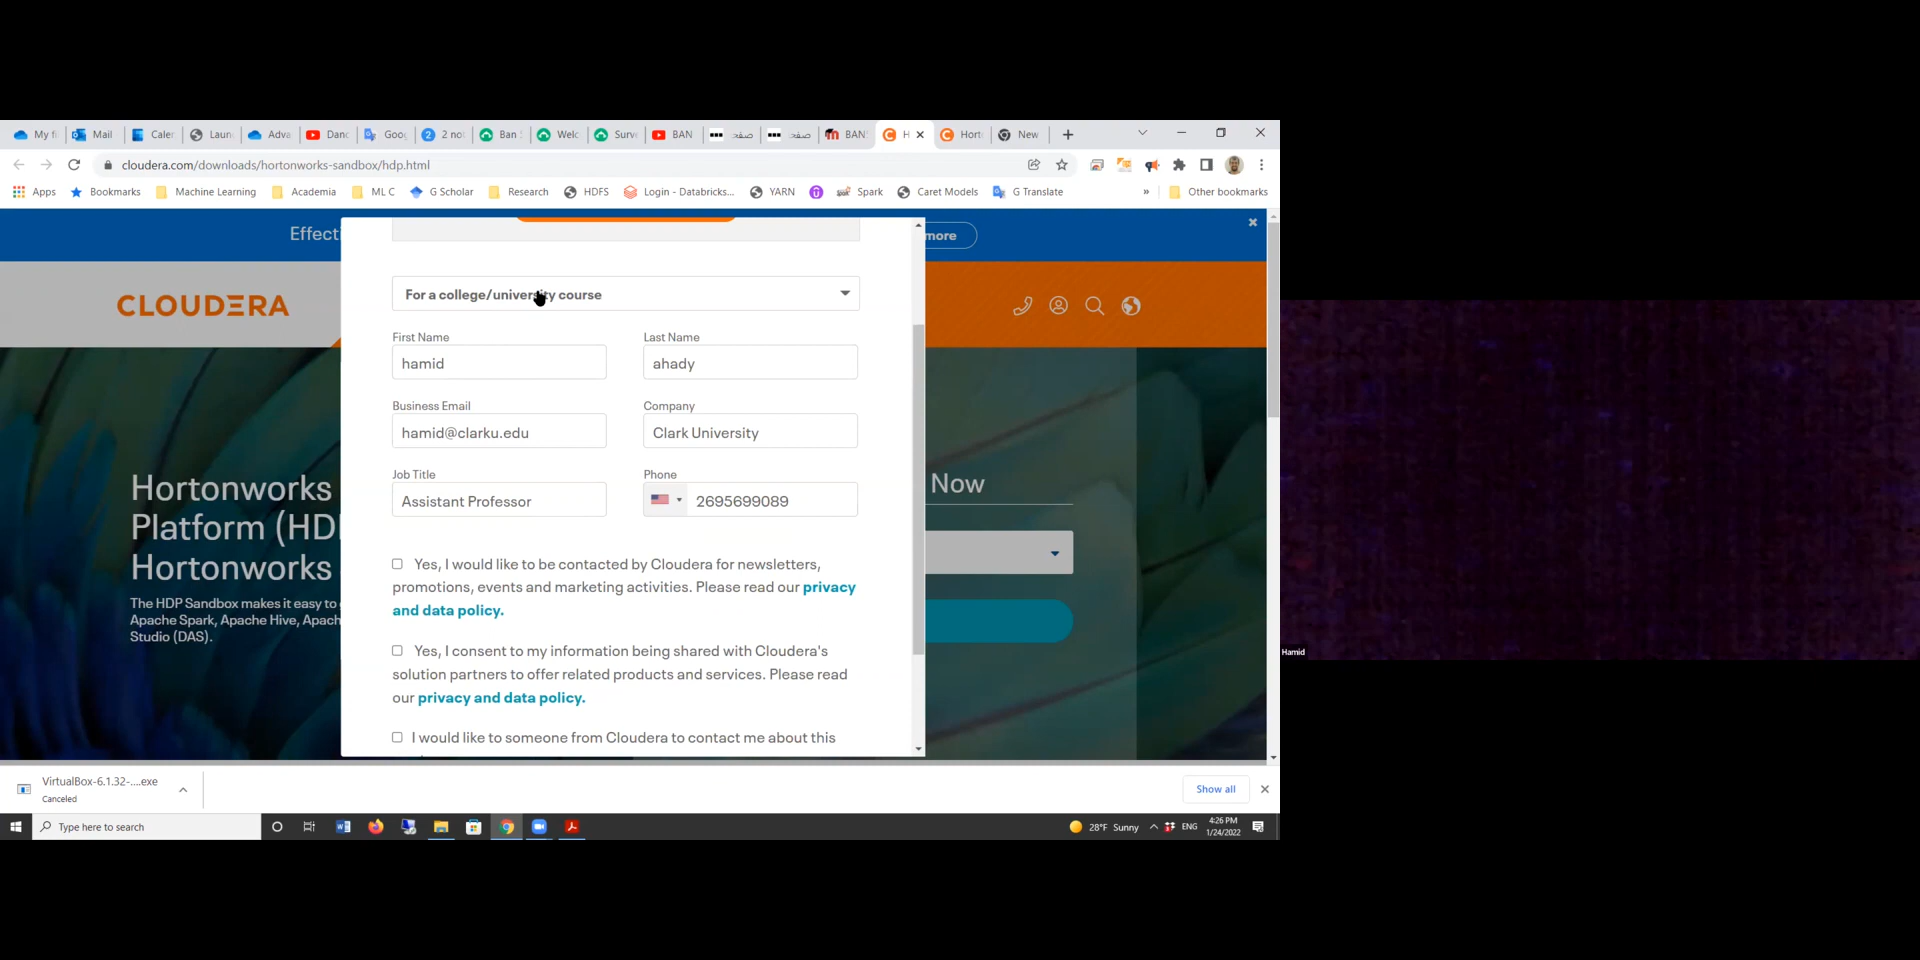 My fi
Mail
Caler
Laun
Adva
Danc
Goog
2 not
Ban
Welc
Surve
BAN
صفحة
صفحة
BAN
H
Horto
New
cloudera.com/downloads/hortonworks-sandbox/hdp.html
Apps
Bookmarks
Machine Learning
Academia
ML C
G Scholar
Research
HDFS
Login - Databricks...
YARN
Spark
Caret Models
G Translate
»
Other bookmarks
Effecti
more
CLOUDERA
For a college/university course
First Name
Last Name
hamid
ahady
Business Email
Company
hamid@clarku.edu
Clark University
Job Title
Phone
Assistant Professor
2695699089
Hortonworks
Platform (HDP
Hortonworks
The HDP Sandbox makes it easy to
Apache Spark, Apache Hive, Apach
Studio (DAS).
Now
Yes, I would like to be contacted by Cloudera for newsletters,
promotions, events and marketing activities. Please read our privacy
and data policy.
Yes, I consent to my information being shared with Cloudera's
solution partners to offer related products and services. Please read
our privacy and data policy.
I would like to someone from Cloudera to contact me about this
Hamid
VirtualBox-6.1.32-....exe
Canceled
Show all
Type here to search
28°F Sunny
ENG
4:26 PM
1/24/2022